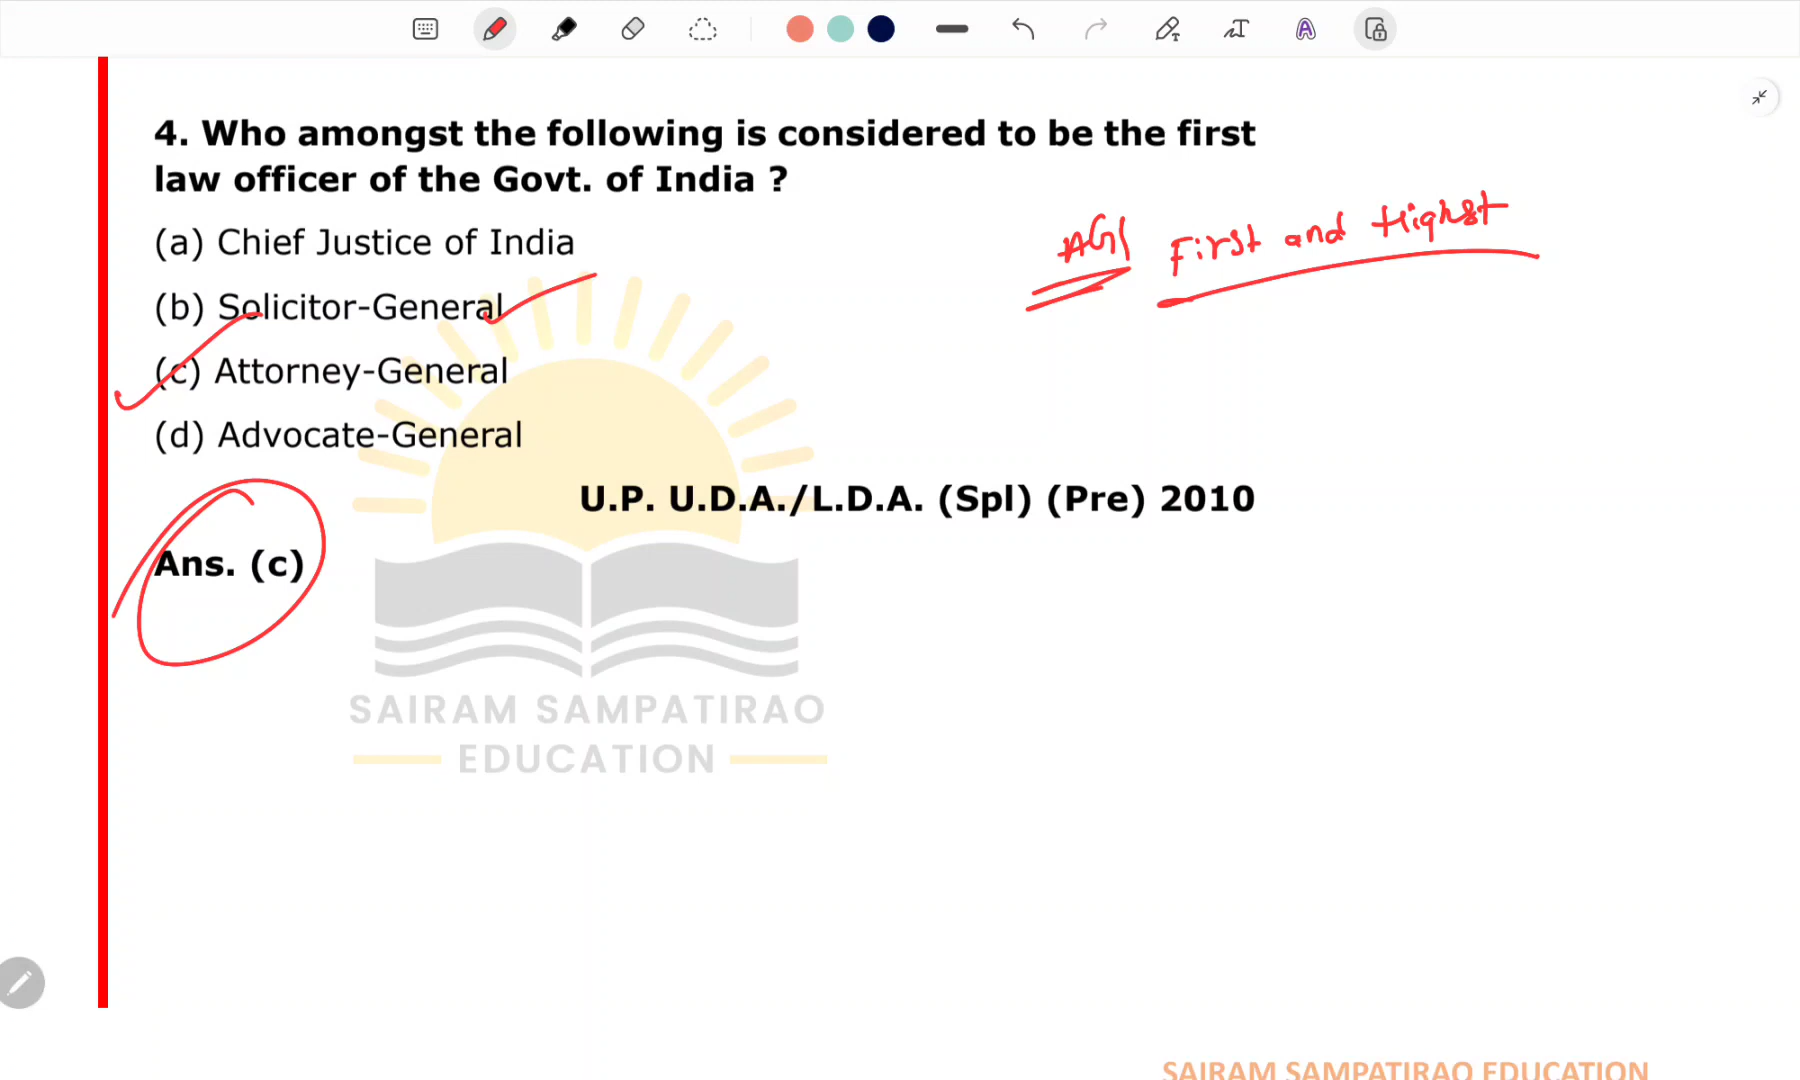 4. Who amongst the following is considered to be the first
law officer of the Govt. of India ?
(a) Chief Justice of India
AGI First and Highst
(b) Solicitor-General
(c) Attorney-General
(d) Advocate-General
U.P. U.D.A./L.D.A. (Spl) (Pre) 2010
Ans. (c)
SAIRAM SAMPATIRAO
EDUCATION
SAIRAM SAMPATIRAO EDUCATION